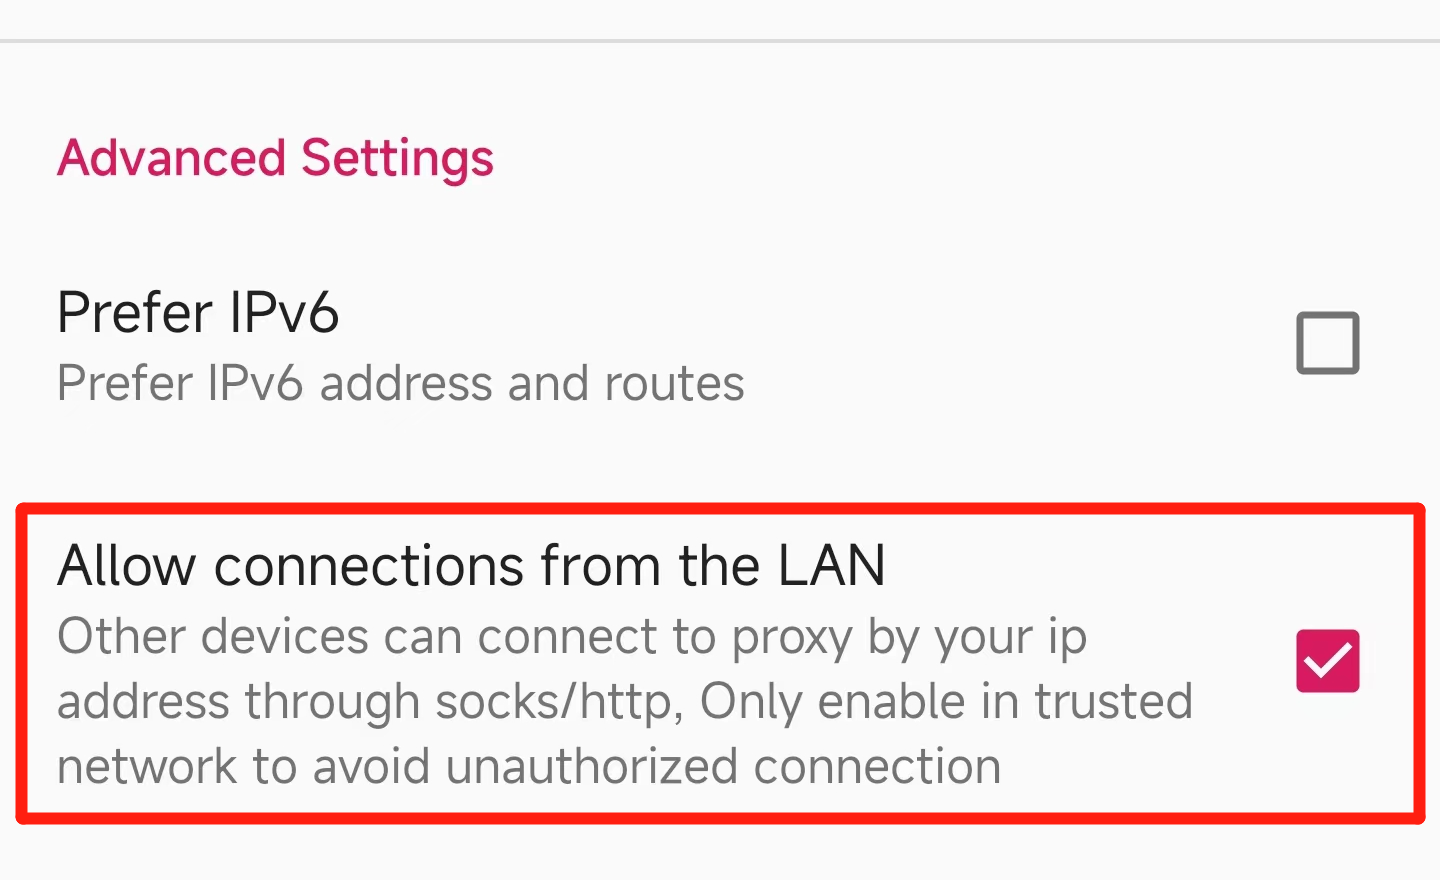 Advanced Settings
Prefer IPv6
Prefer IPv6 address and routes
Allow connections from the LAN
Other devices can connect to proxy by your ip
address through socks/http, Only enable in trusted
network to avoid unauthorized connection